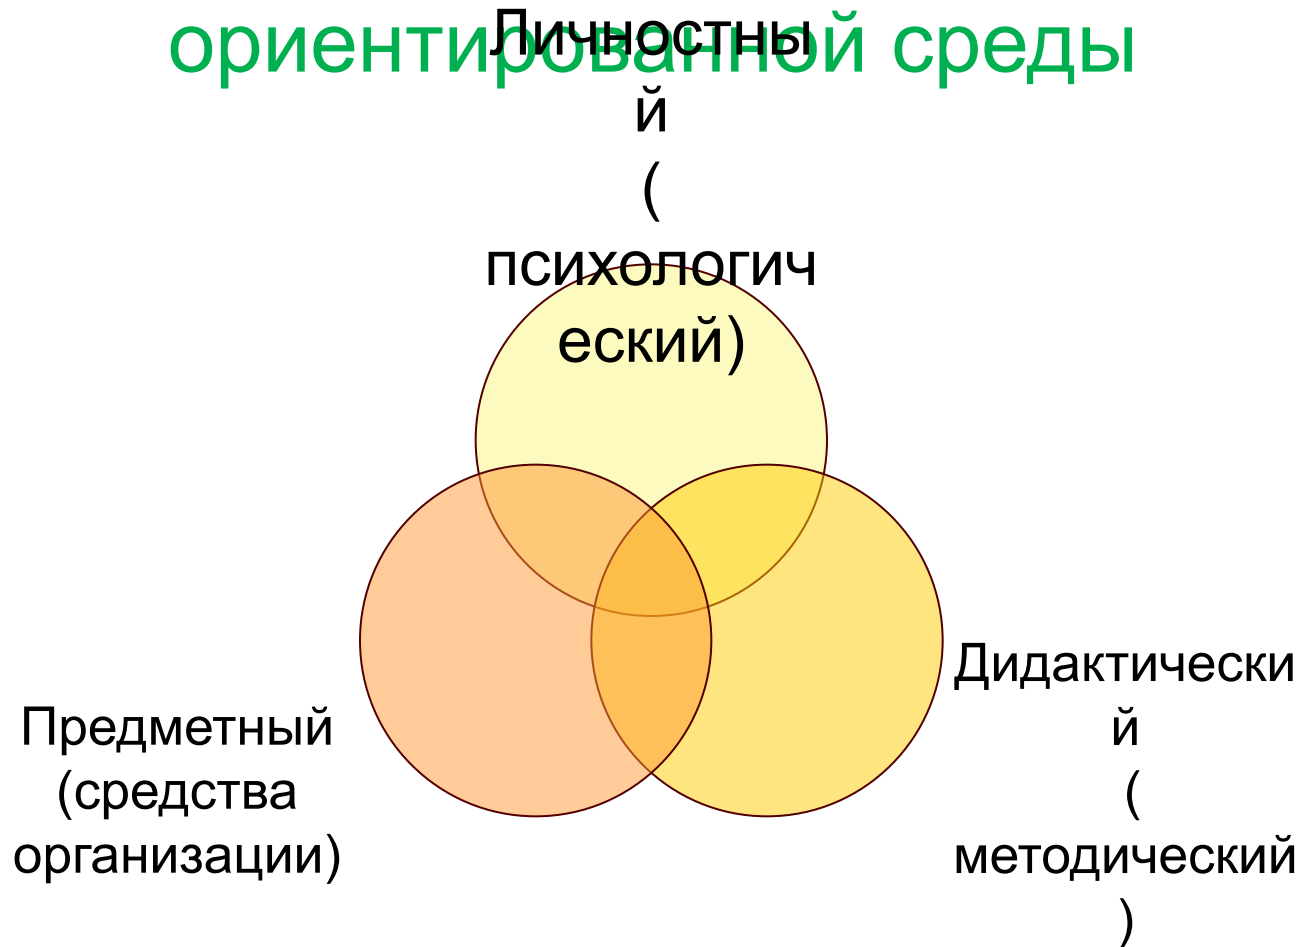 ориентированной среды
Личностны
й
(
психологич
еский)
Дидактически
й
(
методический
)
Предметный
(средства
организации)